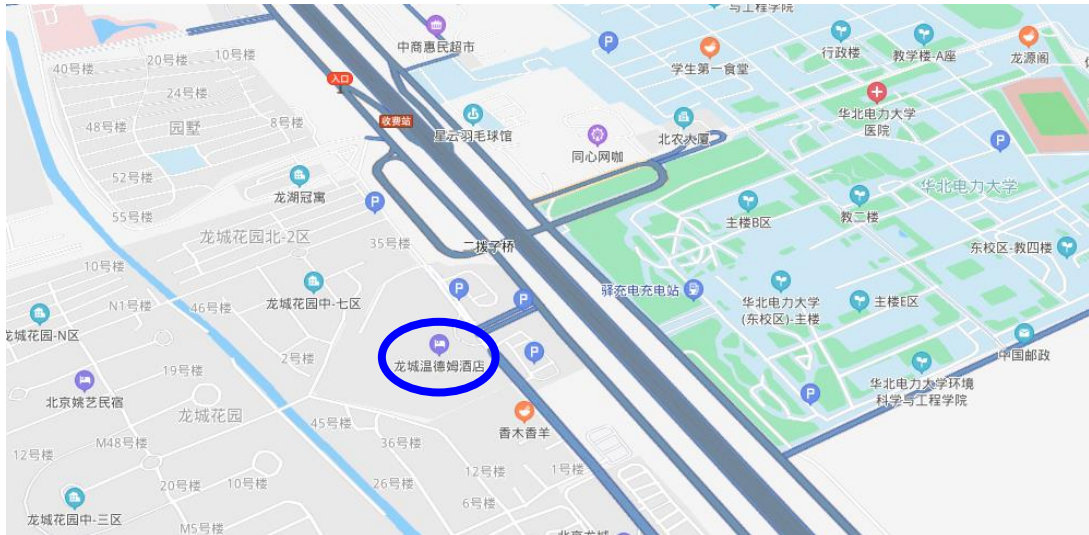 与工程学院
中商惠民超市
P
学生第一食堂
行政楼
教学楼-A座
龙源阁
20号楼
10号楼
40号楼
入口
24号楼
收费站
星云羽毛球馆
华北电力大学
医院
48号楼
园墅
8号楼
同心网咖
北农大厦
P
52号楼
龙湖冠寓
P
华北电力大学
55号楼
主楼B区
教二楼
龙城花园北-2区
35号楼
二拨子桥
东校区-教四楼
10号楼
P
P
驿充电充电站
N1号楼
46号楼
龙城花园中-七区
华北电力大学
(东校区)-主楼
主楼E区
龙城花园-N区
P
2号楼
龙城温德姆酒店
中国邮政
19号楼
北京姚艺民宿
P
华北电力大学环境
科学与工程学院
龙城花园
45号楼
香木香羊
M48号楼
36号楼
12号楼
12号楼
1号楼
20号楼
10号楼
26号楼
6号楼
龙城花园中-三区
M5号楼
北京龙城